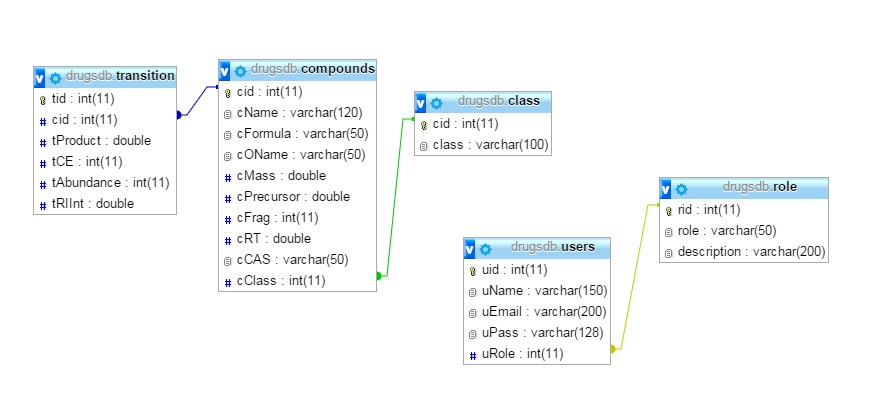 drugsdb.transition
tid : int(11)
cid : int(11)
tProduct : double
tCE : int(11)
tAbundance : int(11)
tRIInt : double
drugsdb.compounds
cid : int(11)
cName : varchar(120)
cFormula : varchar(50)
cOName : varchar(50)
cMass : double
cPrecursor : double
cFrag : int(11)
cRT : double
cCAS : varchar(50)
cClass : int(11)
drugsdb.class
cid : int(11)
class : varchar(100)
drugsdb.users
uid : int(11)
uName : varchar(150)
uEmail : varchar(200)
uPass : varchar(128)
uRole : int(11)
drugsdb.role
rid : int(11)
role : varchar(50)
description : varchar(200)